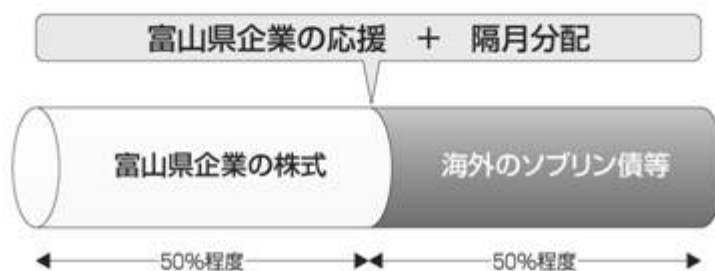 富山県企業の応援 + 隔月分配
富山県企業の株式
海外のソブリン債等
50%程度
50%程度